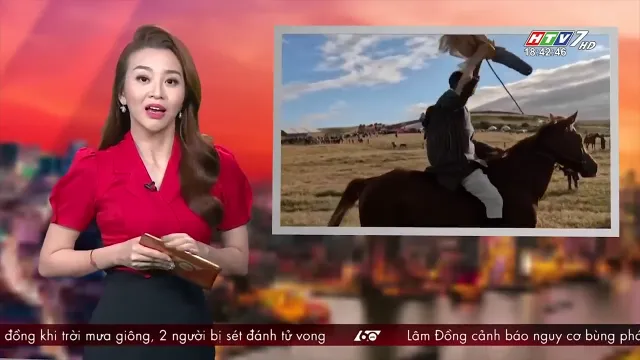 HTV7 HD
18:42:46
đồng khi trời mưa giông, 2 người bị sét đánh tử vong
60
Lâm Đồng cảnh báo nguy cơ bùng phá